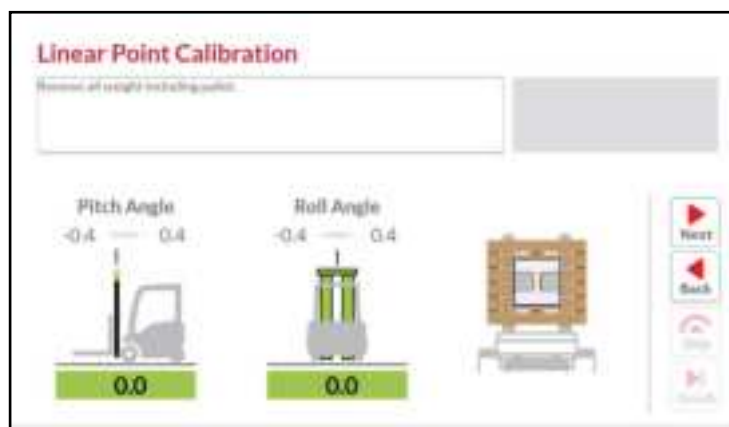 Linear Point Calibration
Remove all weight including pallet.
Pitch Angle
-0.4 0.4
0.0
Roll Angle
-0.4 0.4
0.0
Next
Back